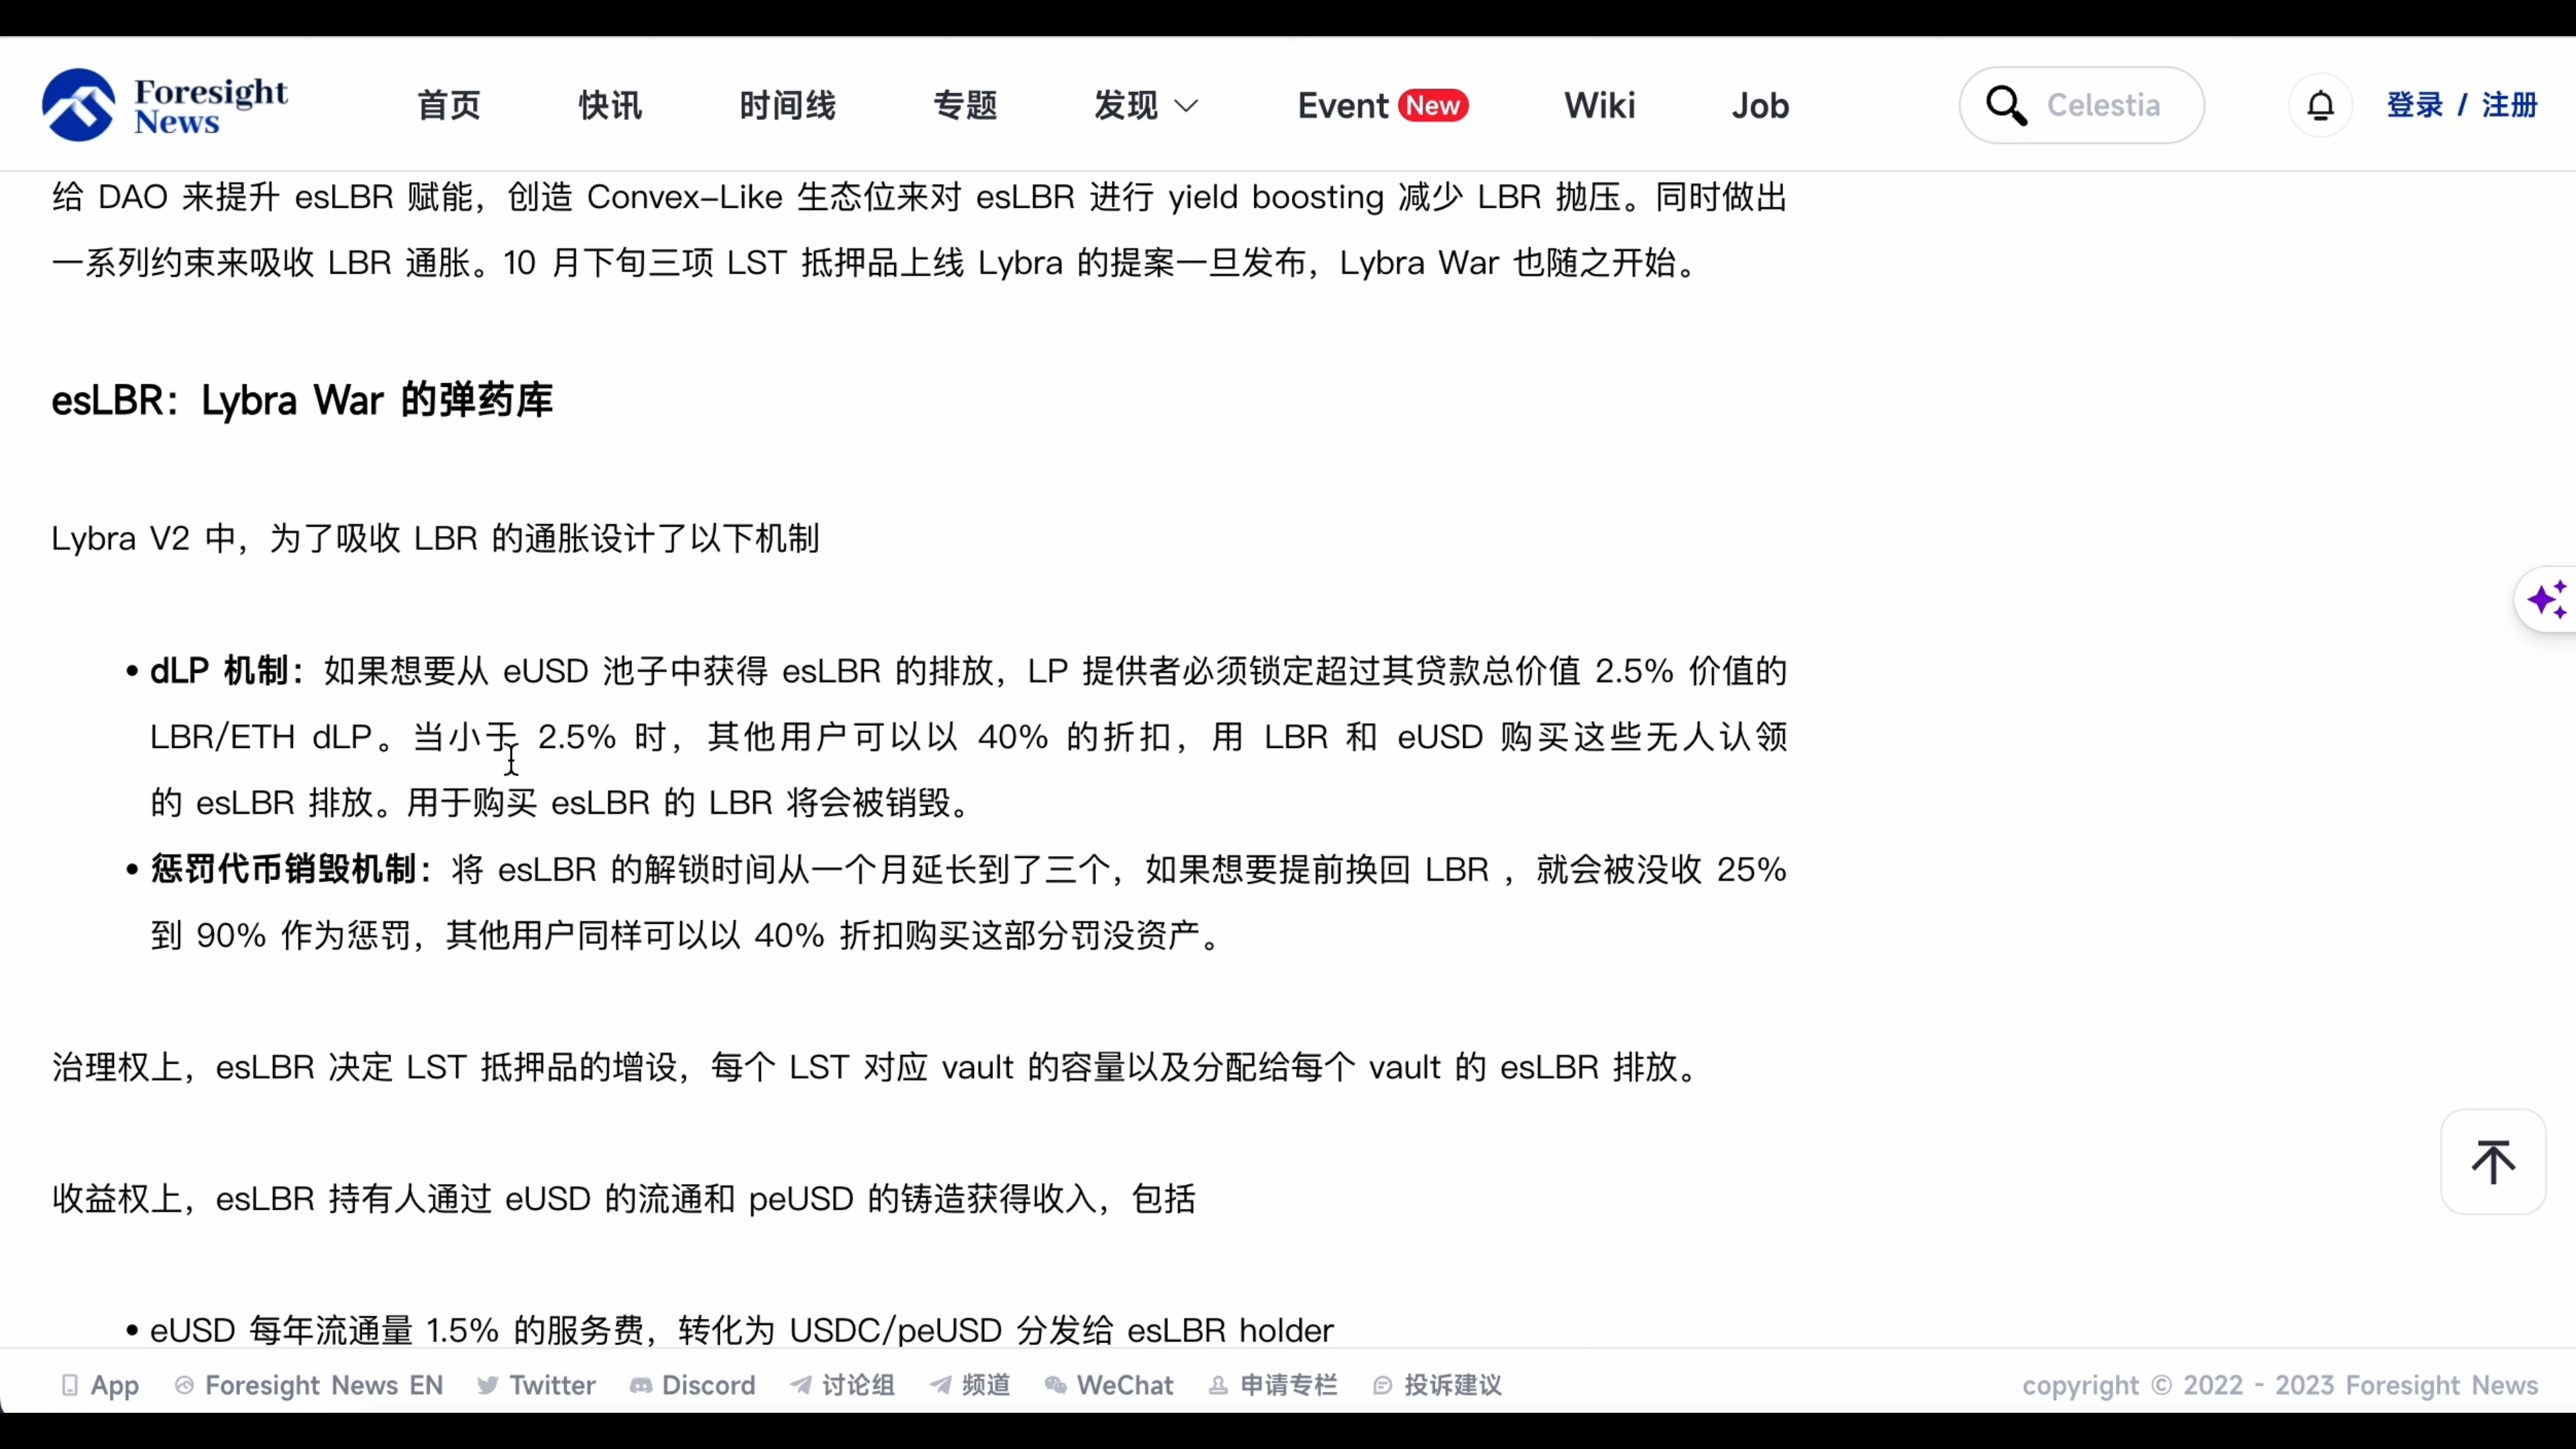 Foresight News
首页 快讯 时间线 专题 发现 Event New Wiki Job Celestia 登录 / 注册
给 DAO 来提升 esLBR 赋能，创造 Convex-Like 生态位来对 esLBR 进行 yield boosting 减少 LBR 抛压。同时做出
一系列约束来吸收 LBR 通胀。10 月下旬三项 LST 抵押品上线 Lybra 的提案一旦发布，Lybra War 也随之开始。
esLBR：Lybra War 的弹药库
Lybra V2 中，为了吸收 LBR 的通胀设计了以下机制
• dLP 机制：如果想要从 eUSD 池子中获得 esLBR 的排放，LP 提供者必须锁定超过其贷款总价值 2.5% 价值的
LBR/ETH dLP。当小于 2.5% 时，其他用户可以以 40% 的折扣，用 LBR 和 eUSD 购买这些无人认领
的 esLBR 排放。用于购买 esLBR 的 LBR 将会被销毁。
• 惩罚代币销毁机制：将 esLBR 的解锁时间从一个月延长到了三个，如果想要提前换回 LBR ，就会被没收 25%
到 90% 作为惩罚，其他用户同样可以以 40% 折扣购买这部分罚没资产。
治理权上，esLBR 决定 LST 抵押品的增设，每个 LST 对应 vault 的容量以及分配给每个 vault 的 esLBR 排放。
收益权上，esLBR 持有人通过 eUSD 的流通和 peUSD 的铸造获得收入，包括
• eUSD 每年流通量 1.5% 的服务费，转化为 USDC/peUSD 分发给 esLBR holder
App Foresight News EN Twitter Discord 讨论组 频道 WeChat 申请专栏 投诉建议 copyright © 2022 - 2023 Foresight News